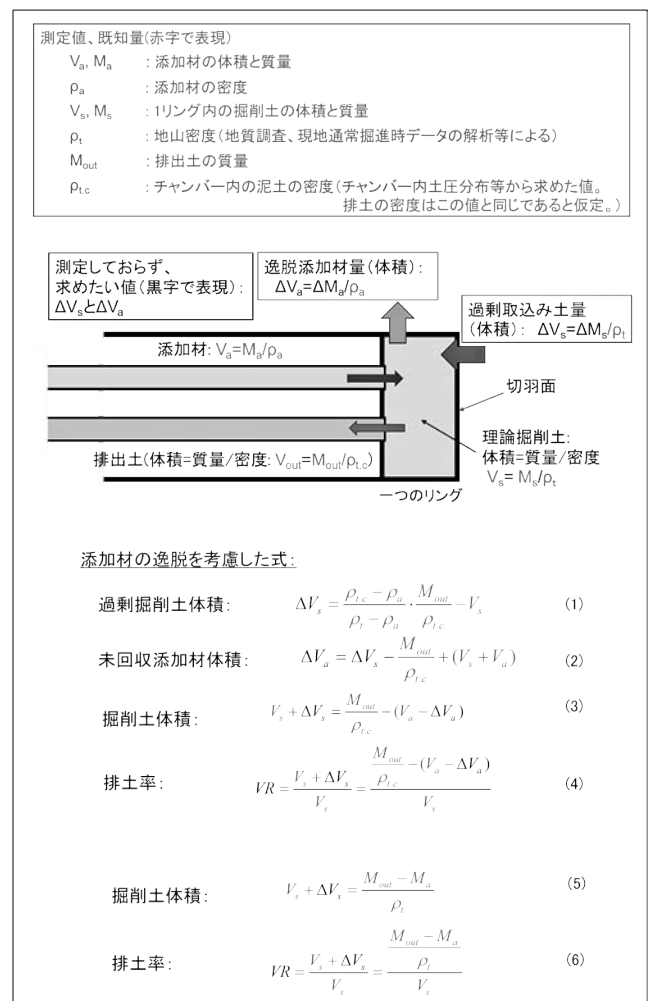 測定値、既知量(赤字で表現)
Va, Ma : 添加材の体積と質量
ρa : 添加材の密度
Vs, Ms : 1リング内の掘削土の体積と質量
ρt : 地山密度(地質調査、現地通常掘進時データの解析等による)
Mout : 排出土の質量
ρt.c : チャンバー内の泥土の密度(チャンバー内土圧分布等から求めた値。
排土の密度はこの値と同じであると仮定。)
測定しておらず、
求めたい値(黒字で表現):
ΔVsとΔVa
逸脱添加材量(体積):
ΔVa=ΔMa/ρa
過剰取込み土量
(体積): ΔVs=ΔMs/ρt
添加材: Va=Ma/ρa
切羽面
排出土(体積=質量/密度: Vout=Mout/ρt.c)
理論掘削土:
体積=質量/密度
Vs= Ms/ρt
一つのリング
添加材の逸脱を考慮した式:
過剰掘削土体積: ΔVs = (ρt.c − ρa)/(ρt − ρa) · Mout/ρt.c − Vs (1)
未回収添加材体積: ΔVa = ΔVs − Mout/ρt.c + (Vs + Va) (2)
掘削土体積: Vs + ΔVs = Mout/ρt.c − (Va − ΔVa) (3)
排土率: VR = (Vs + ΔVs)/Vs = (Mout/ρt.c − (Va − ΔVa))/Vs (4)
掘削土体積: Vs + ΔVs = (Mout − Ma)/ρt (5)
排土率: VR = (Vs + ΔVs)/Vs = ((Mout − Ma)/ρt)/Vs (6)